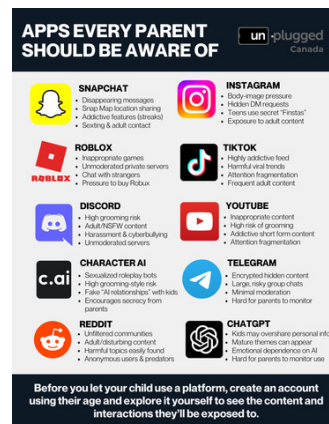 APPS EVERY PARENT
SHOULD BE AWARE OF
un-plugged
Canada
SNAPCHAT
• Disappearing messages
• Snap Map location sharing
• Addictive features (streaks)
• Sexting & adult contact
INSTAGRAM
• Body-image pressure
• Hidden DM requests
• Teens use secret "Finstas"
• Exposure to adult content
ROBLOX
ROBLOX
• Inappropriate games
• Unmoderated private servers
• Chat with strangers
• Pressure to buy Robux
TIKTOK
• Highly addictive feed
• Harmful viral trends
• Attention fragmentation
• Frequent adult content
DISCORD
• High grooming risk
• Adult/NSFW content
• Harassment & cyberbullying
• Unmoderated servers
YOUTUBE
• Inappropriate content
• High risk of grooming
• Addictive short form content
• Attention fragmentation
c.ai
CHARACTER AI
• Sexualized roleplay bots
• High grooming-style risk
• Fake "AI relationships" with kids
• Encourages secrecy from
parents
TELEGRAM
• Encrypted hidden content
• Large, risky group chats
• Minimal moderation
• Hard for parents to monitor
REDDIT
• Unfiltered communities
• Adult/disturbing content
• Harmful topics easily found
• Anonymous users & predators
CHATGPT
• Kids may overshare personal info
• Mature themes can appear
• Emotional dependence on AI
• Hard for parents to monitor use
Before you let your child use a platform, create an account
using their age and explore it yourself to see the content and
interactions they'll be exposed to.